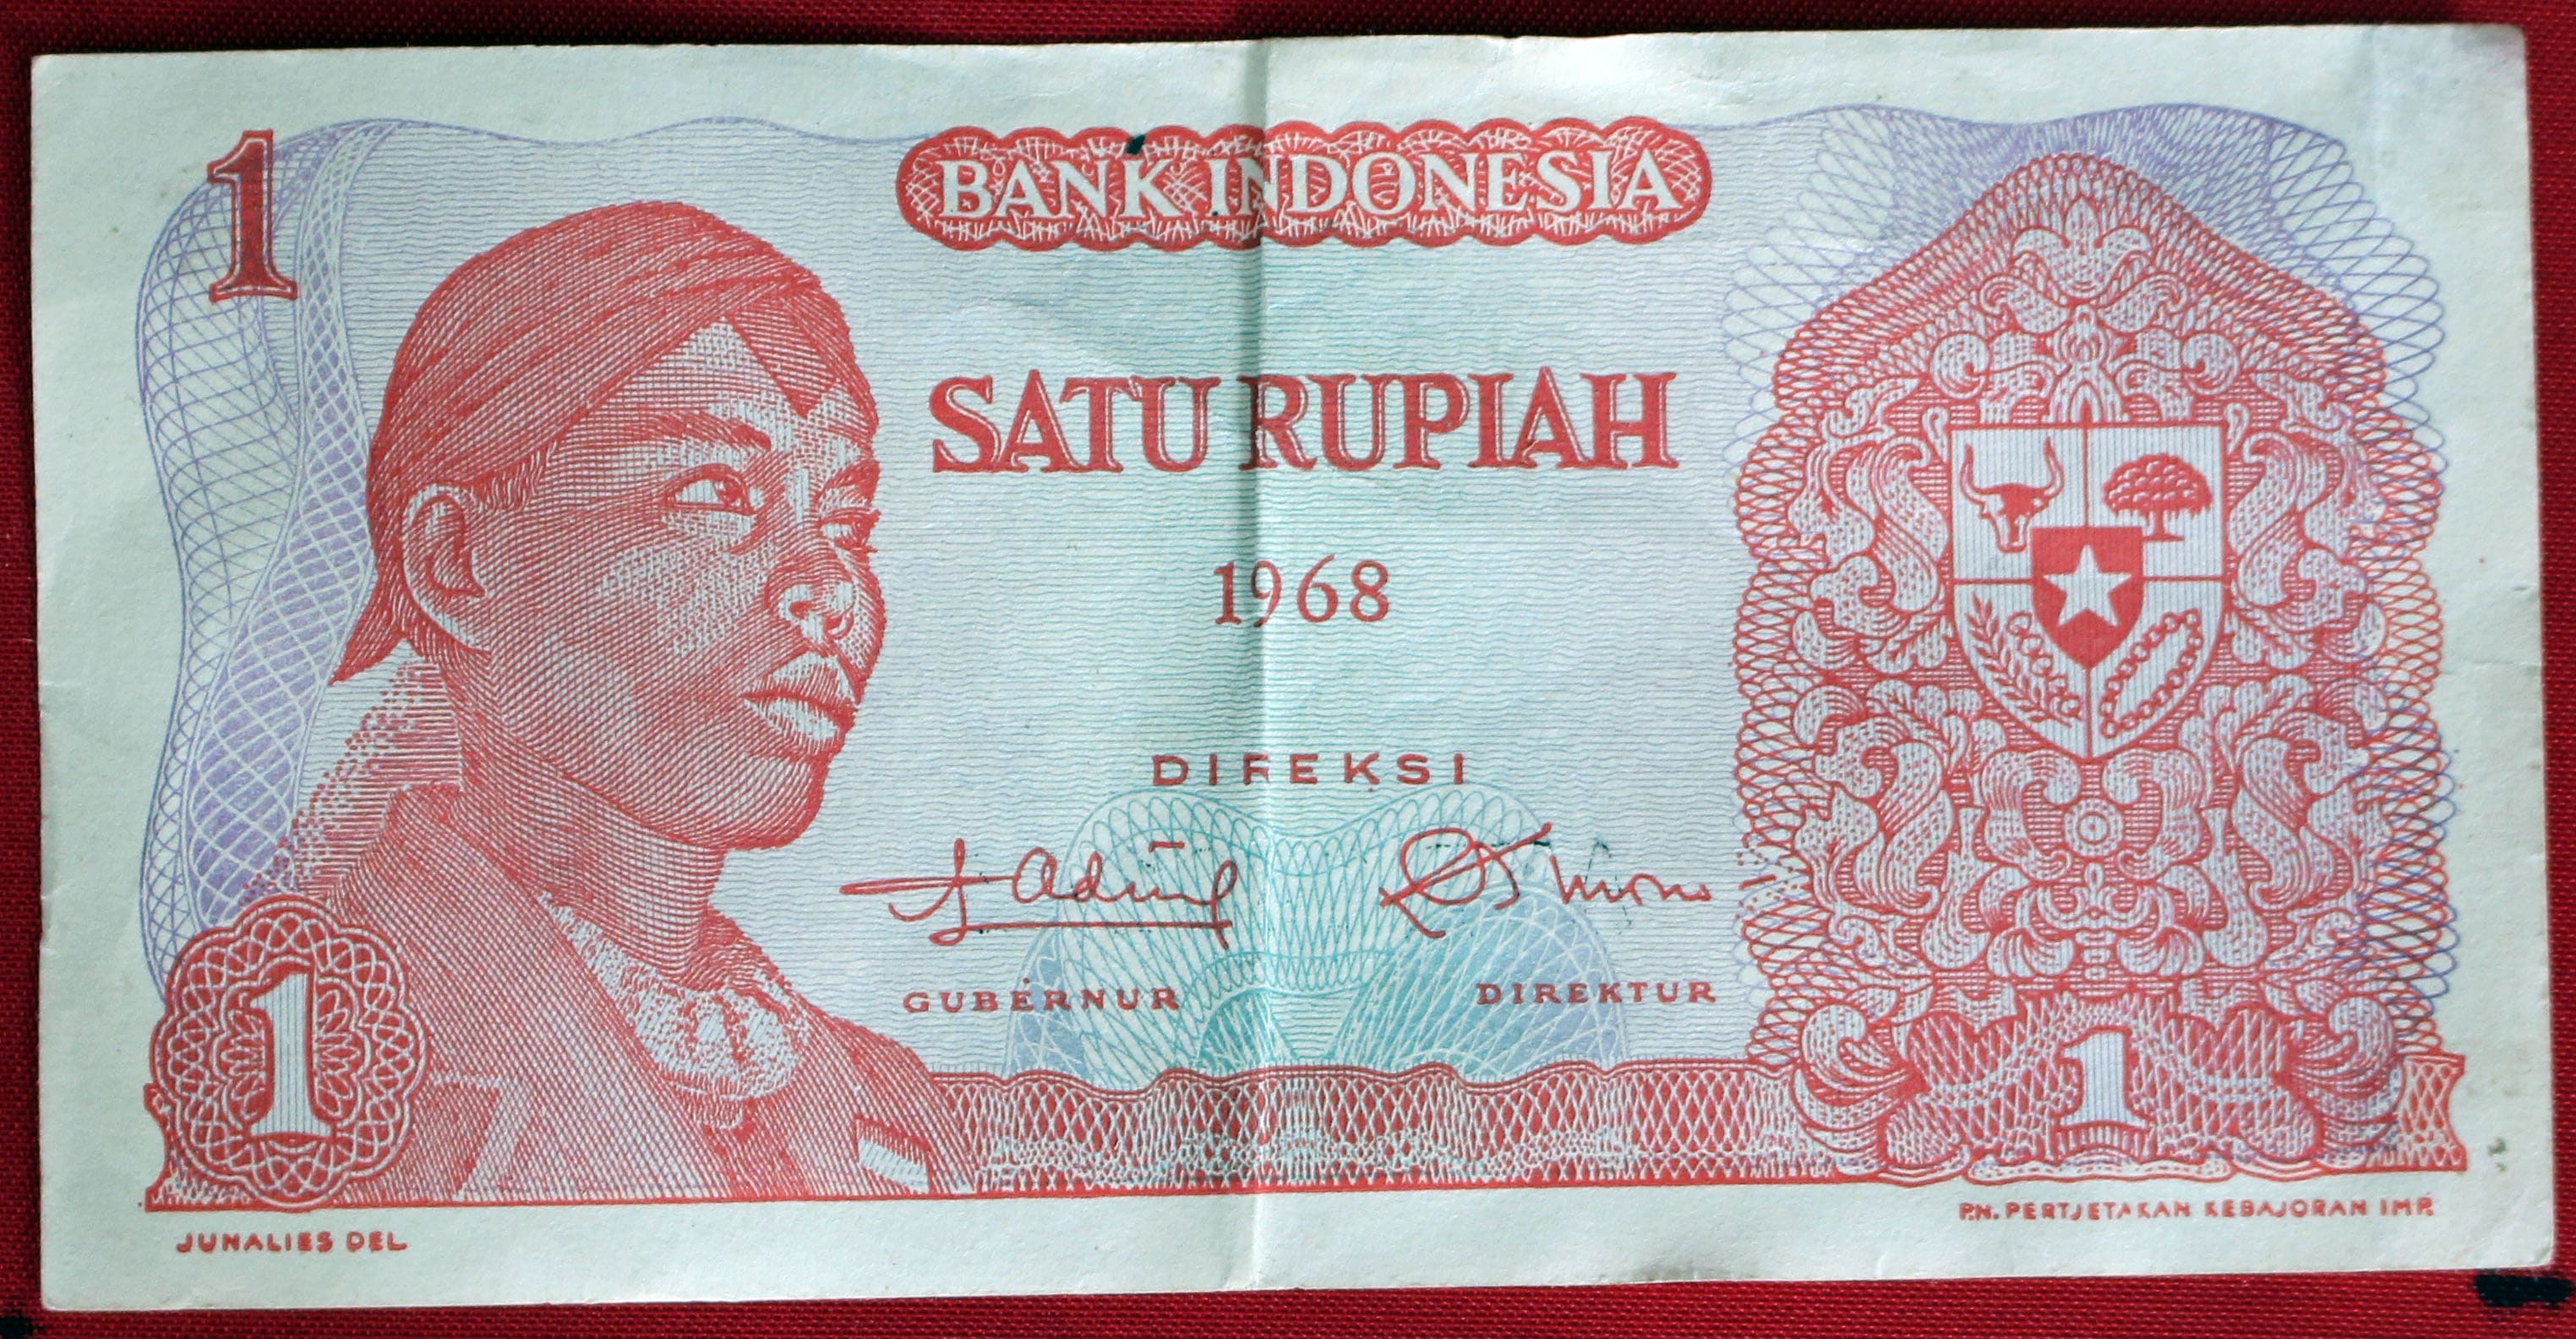 1
BANK INDONESIA
SATU RUPIAH
1968
DIREKSI
GUBERNUR
DIREKTUR
1
1
JUNALIES DEL
P.N. PERTJETAKAN KEBAJORAN IMP.